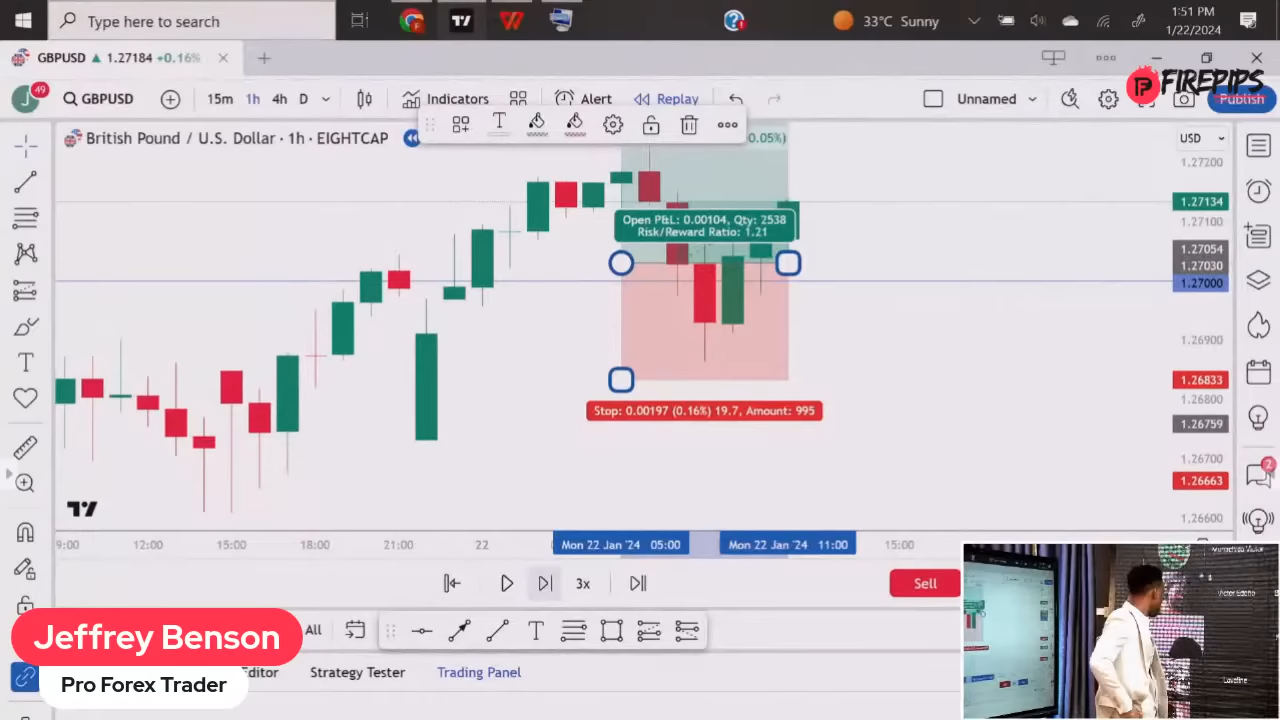 Type here to search
33°C Sunny
1:51 PM
1/22/2024
GBPUSD 1.27184 +0.16%
FIREPIPS
J
49
GBPUSD
15m 1h 4h D
Indicators
Alert
Replay
Unnamed
Publish
British Pound / U.S. Dollar · 1h · EIGHTCAP
0.05%)
USD
1.27200
1.27134
1.27100
1.27054
1.27030
1.27000
1.26900
1.26833
1.26800
1.26759
1.26700
1.26663
1.26600
Open P&L: 0.00104, Qty: 2538
Risk/Reward Ratio: 1.21
Stop: 0.00197 (0.16%) 19.7, Amount: 995
2
9:00 12:00 15:00 18:00 21:00 22 Mon 22 Jan '24 05:00 Mon 22 Jan '24 11:00 15:00
3x
Sell
All
Jeffrey Benson
Pro Forex Trader
Editor
Strategy Tester
Trading Panel
Lovefine